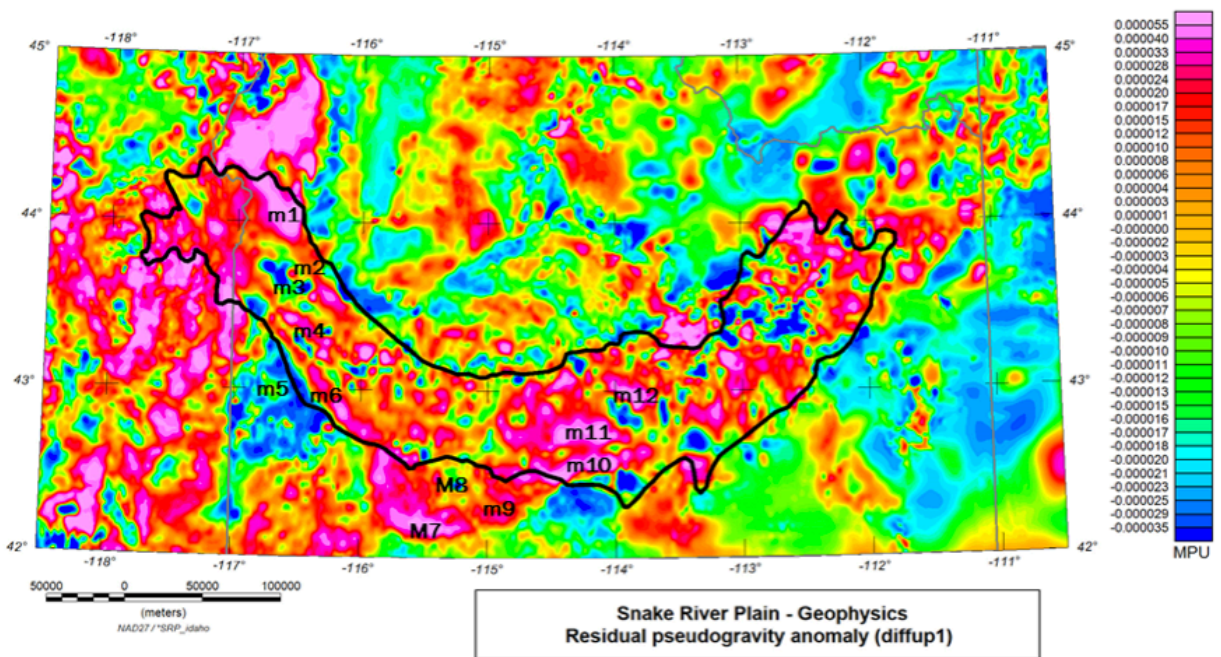 -118° -117° -116° -115° -114° -113° -112° -111°
45° 45°
44° 44°
43° 43°
42° 42°
m1
m2
m3
m4
m5 m6 m12
m11
m10
M8
m9
M7
-118° -117° -116° -115° -114° -113° -112° -111°
0.000055
0.000040
0.000033
0.000028
0.000024
0.000020
0.000017
0.000015
0.000012
0.000010
0.000008
0.000006
0.000004
0.000003
0.000001
-0.000000
-0.000002
-0.000003
-0.000004
-0.000005
-0.000006
-0.000007
-0.000008
-0.000009
-0.000010
-0.000011
-0.000012
-0.000013
-0.000015
-0.000016
-0.000017
-0.000018
-0.000020
-0.000021
-0.000023
-0.000025
-0.000029
-0.000035
MPU
50000 0 50000 100000
(meters)
NAD27 / *SRP_idaho
Snake River Plain - Geophysics
Residual pseudogravity anomaly (diffup1)